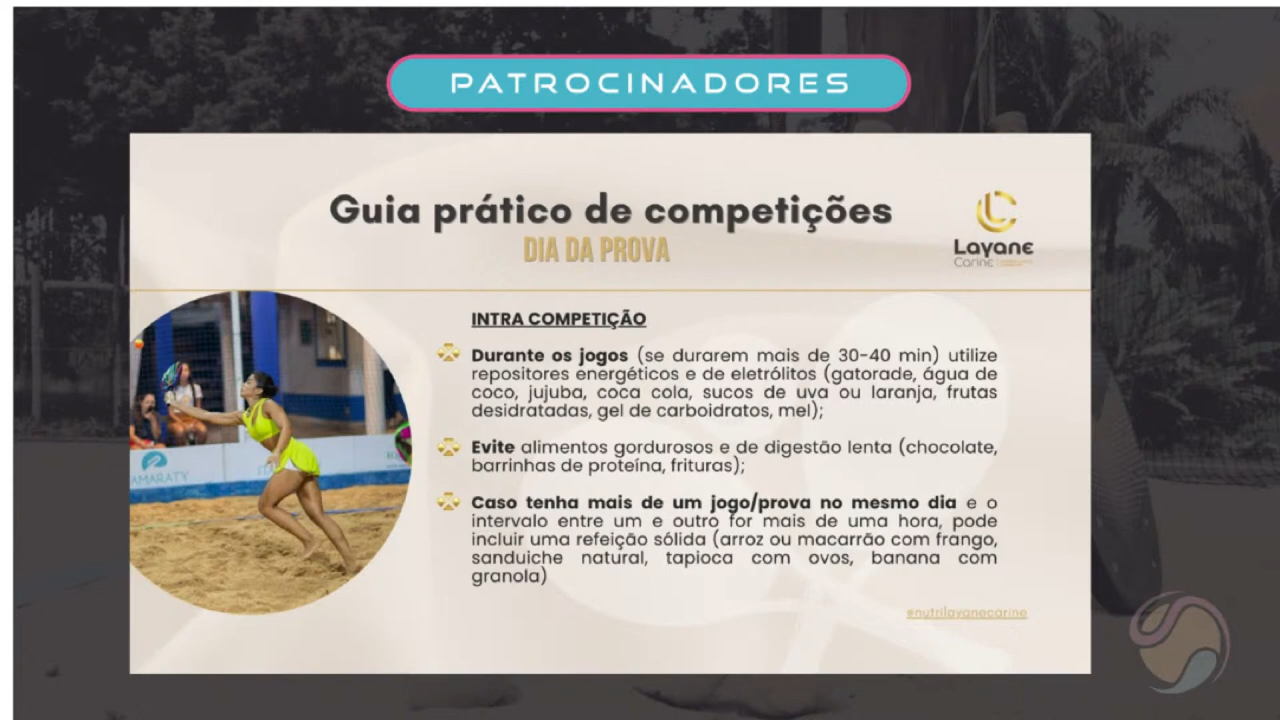 PATROCINADORES
Guia prático de competições
DIA DA PROVA
Layane
Carine
INTRA COMPETIÇÃO
Durante os jogos (se durarem mais de 30-40 min) utilize
repositores energéticos e de eletrólitos (gatorade, água de
coco, jujuba, coca cola, sucos de uva ou laranja, frutas
desidratadas, gel de carboidratos, mel);
Evite alimentos gordurosos e de digestão lenta (chocolate,
barrinhas de proteína, frituras);
Caso tenha mais de um jogo/prova no mesmo dia e o
intervalo entre um e outro for mais de uma hora, pode
incluir uma refeição sólida (arroz ou macarrão com frango,
sanduiche natural, tapioca com ovos, banana com
granola)
AMARATY
@nutrilayanecarine